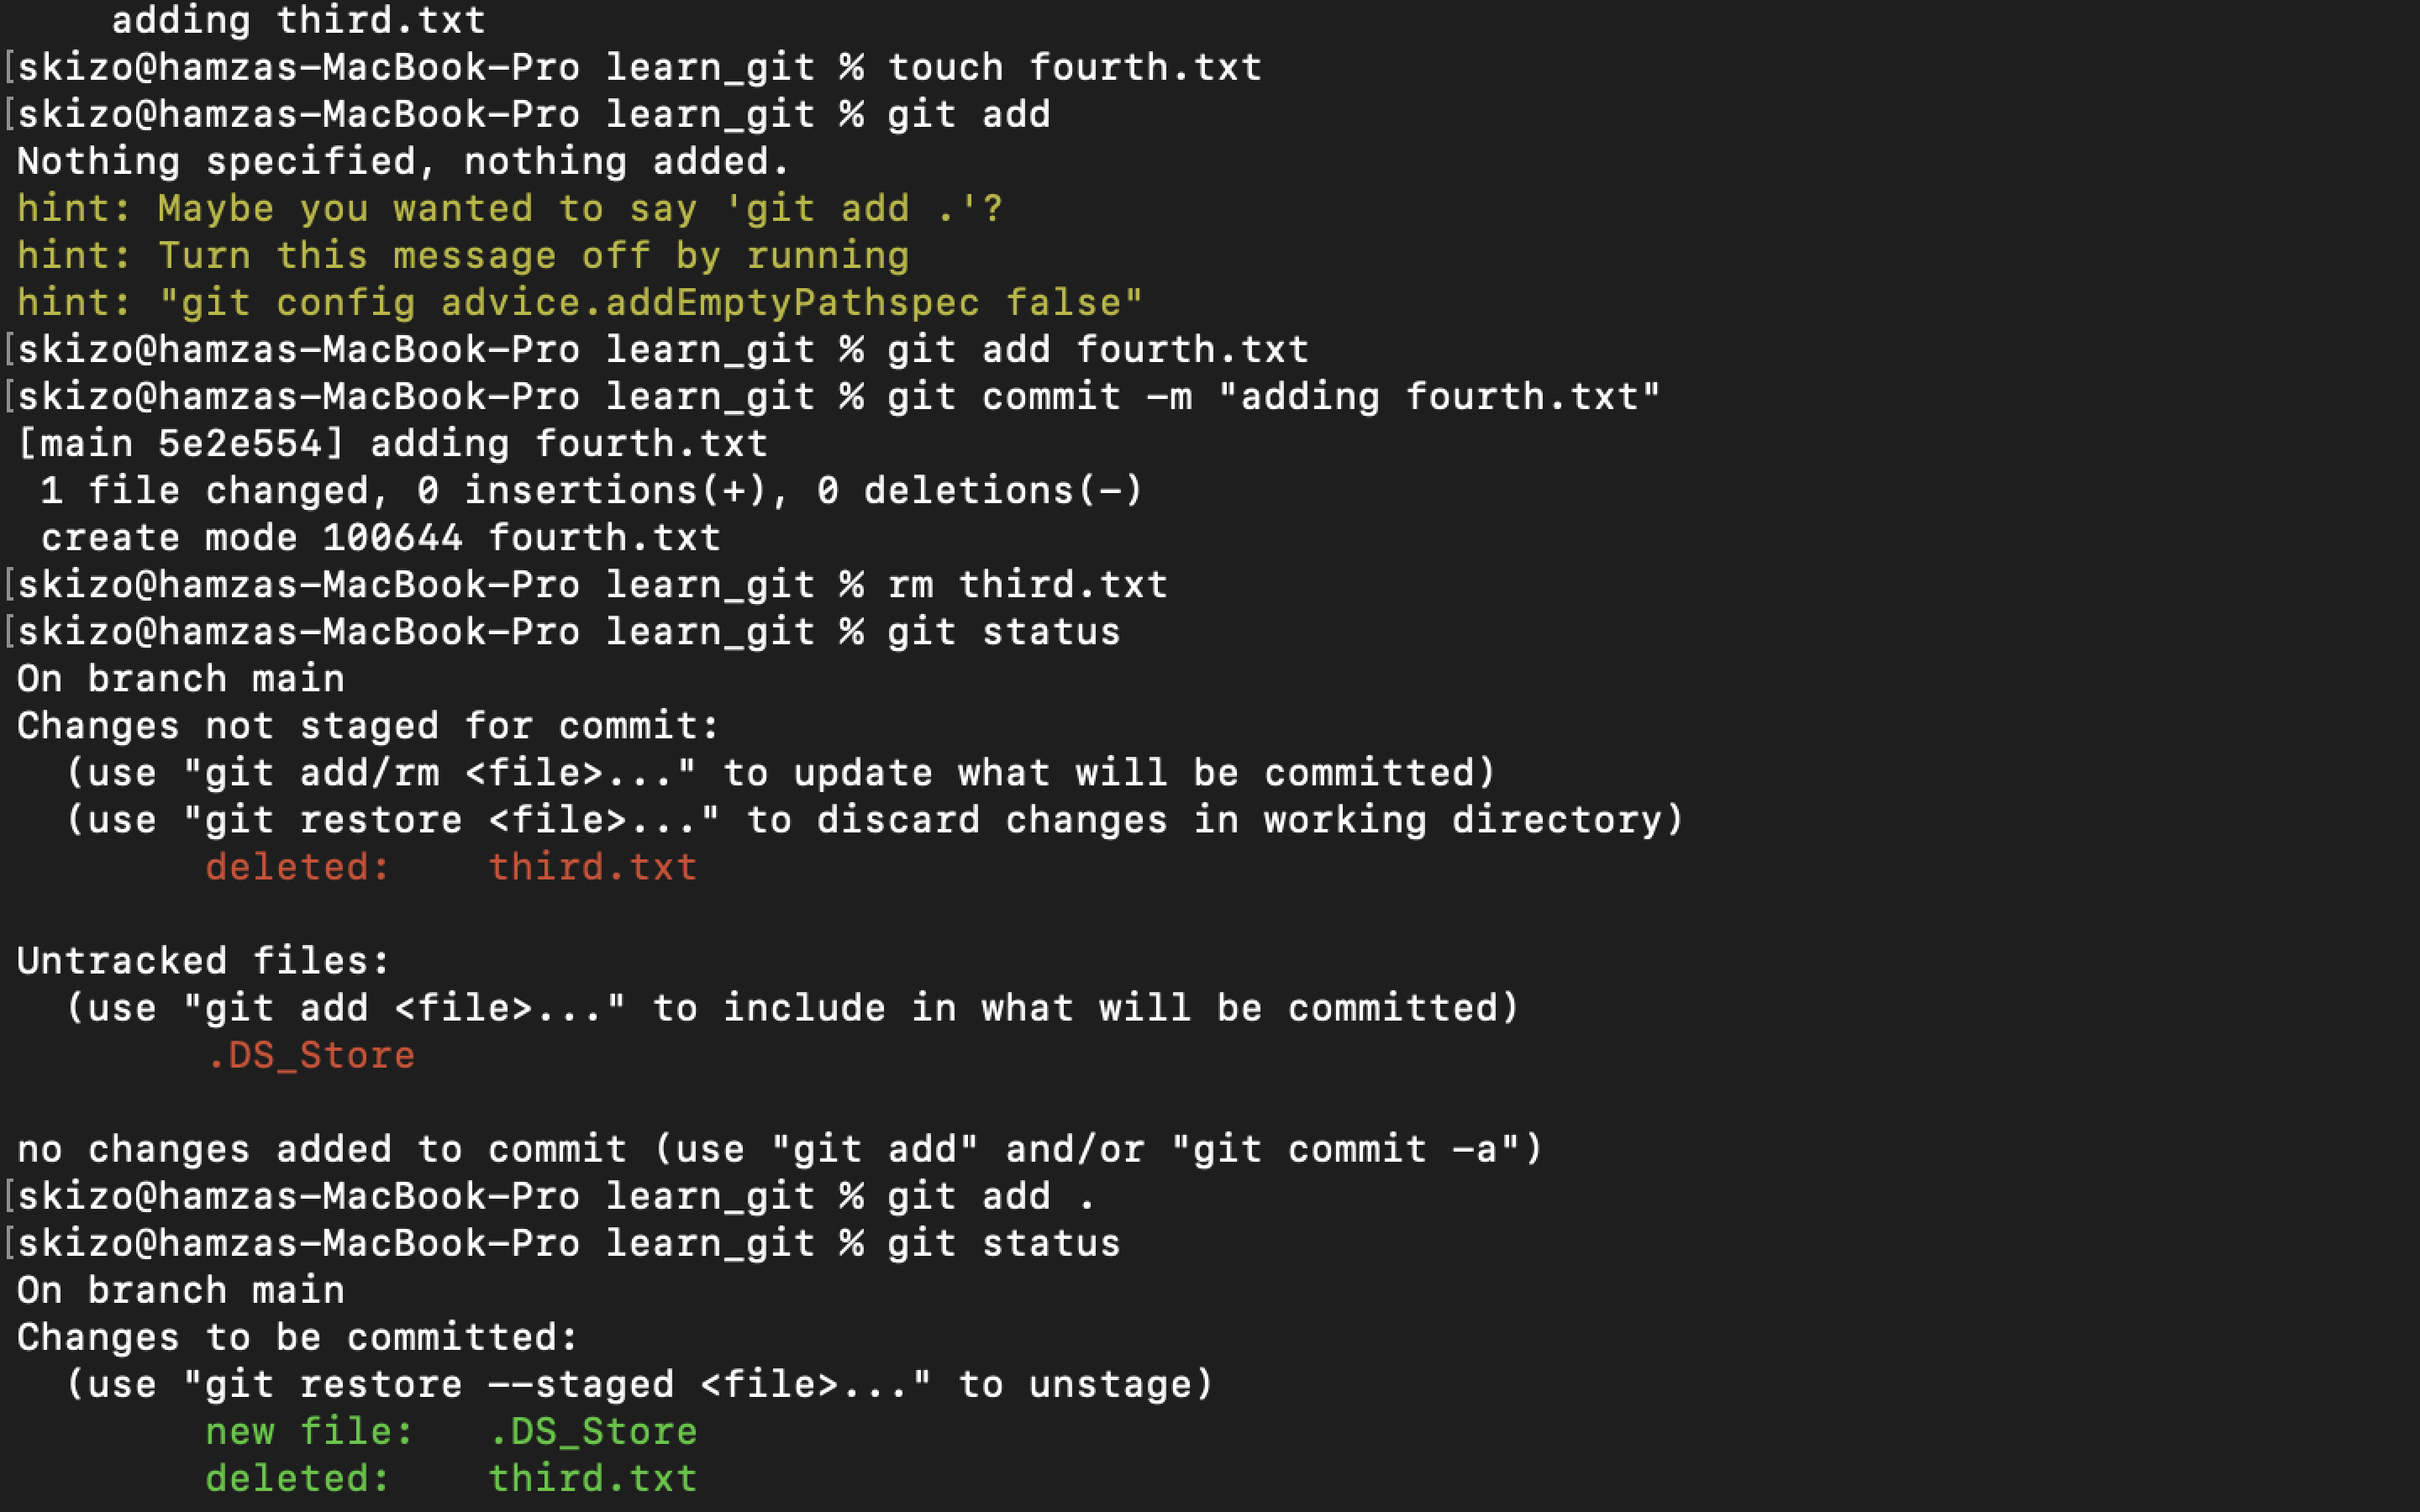 adding third.txt
[skizo@hamzas-MacBook-Pro learn_git % touch fourth.txt
[skizo@hamzas-MacBook-Pro learn_git % git add
Nothing specified, nothing added.
hint: Maybe you wanted to say 'git add .'?
hint: Turn this message off by running
hint: "git config advice.addEmptyPathspec false"
[skizo@hamzas-MacBook-Pro learn_git % git add fourth.txt
[skizo@hamzas-MacBook-Pro learn_git % git commit -m "adding fourth.txt"
[main 5e2e554] adding fourth.txt
1 file changed, 0 insertions(+), 0 deletions(-)
create mode 100644 fourth.txt
[skizo@hamzas-MacBook-Pro learn_git % rm third.txt
[skizo@hamzas-MacBook-Pro learn_git % git status
On branch main
Changes not staged for commit:
(use "git add/rm <file>..." to update what will be committed)
(use "git restore <file>..." to discard changes in working directory)
deleted: third.txt
Untracked files:
(use "git add <file>..." to include in what will be committed)
.DS_Store
no changes added to commit (use "git add" and/or "git commit -a")
[skizo@hamzas-MacBook-Pro learn_git % git add .
[skizo@hamzas-MacBook-Pro learn_git % git status
On branch main
Changes to be committed:
(use "git restore --staged <file>..." to unstage)
new file: .DS_Store
deleted: third.txt